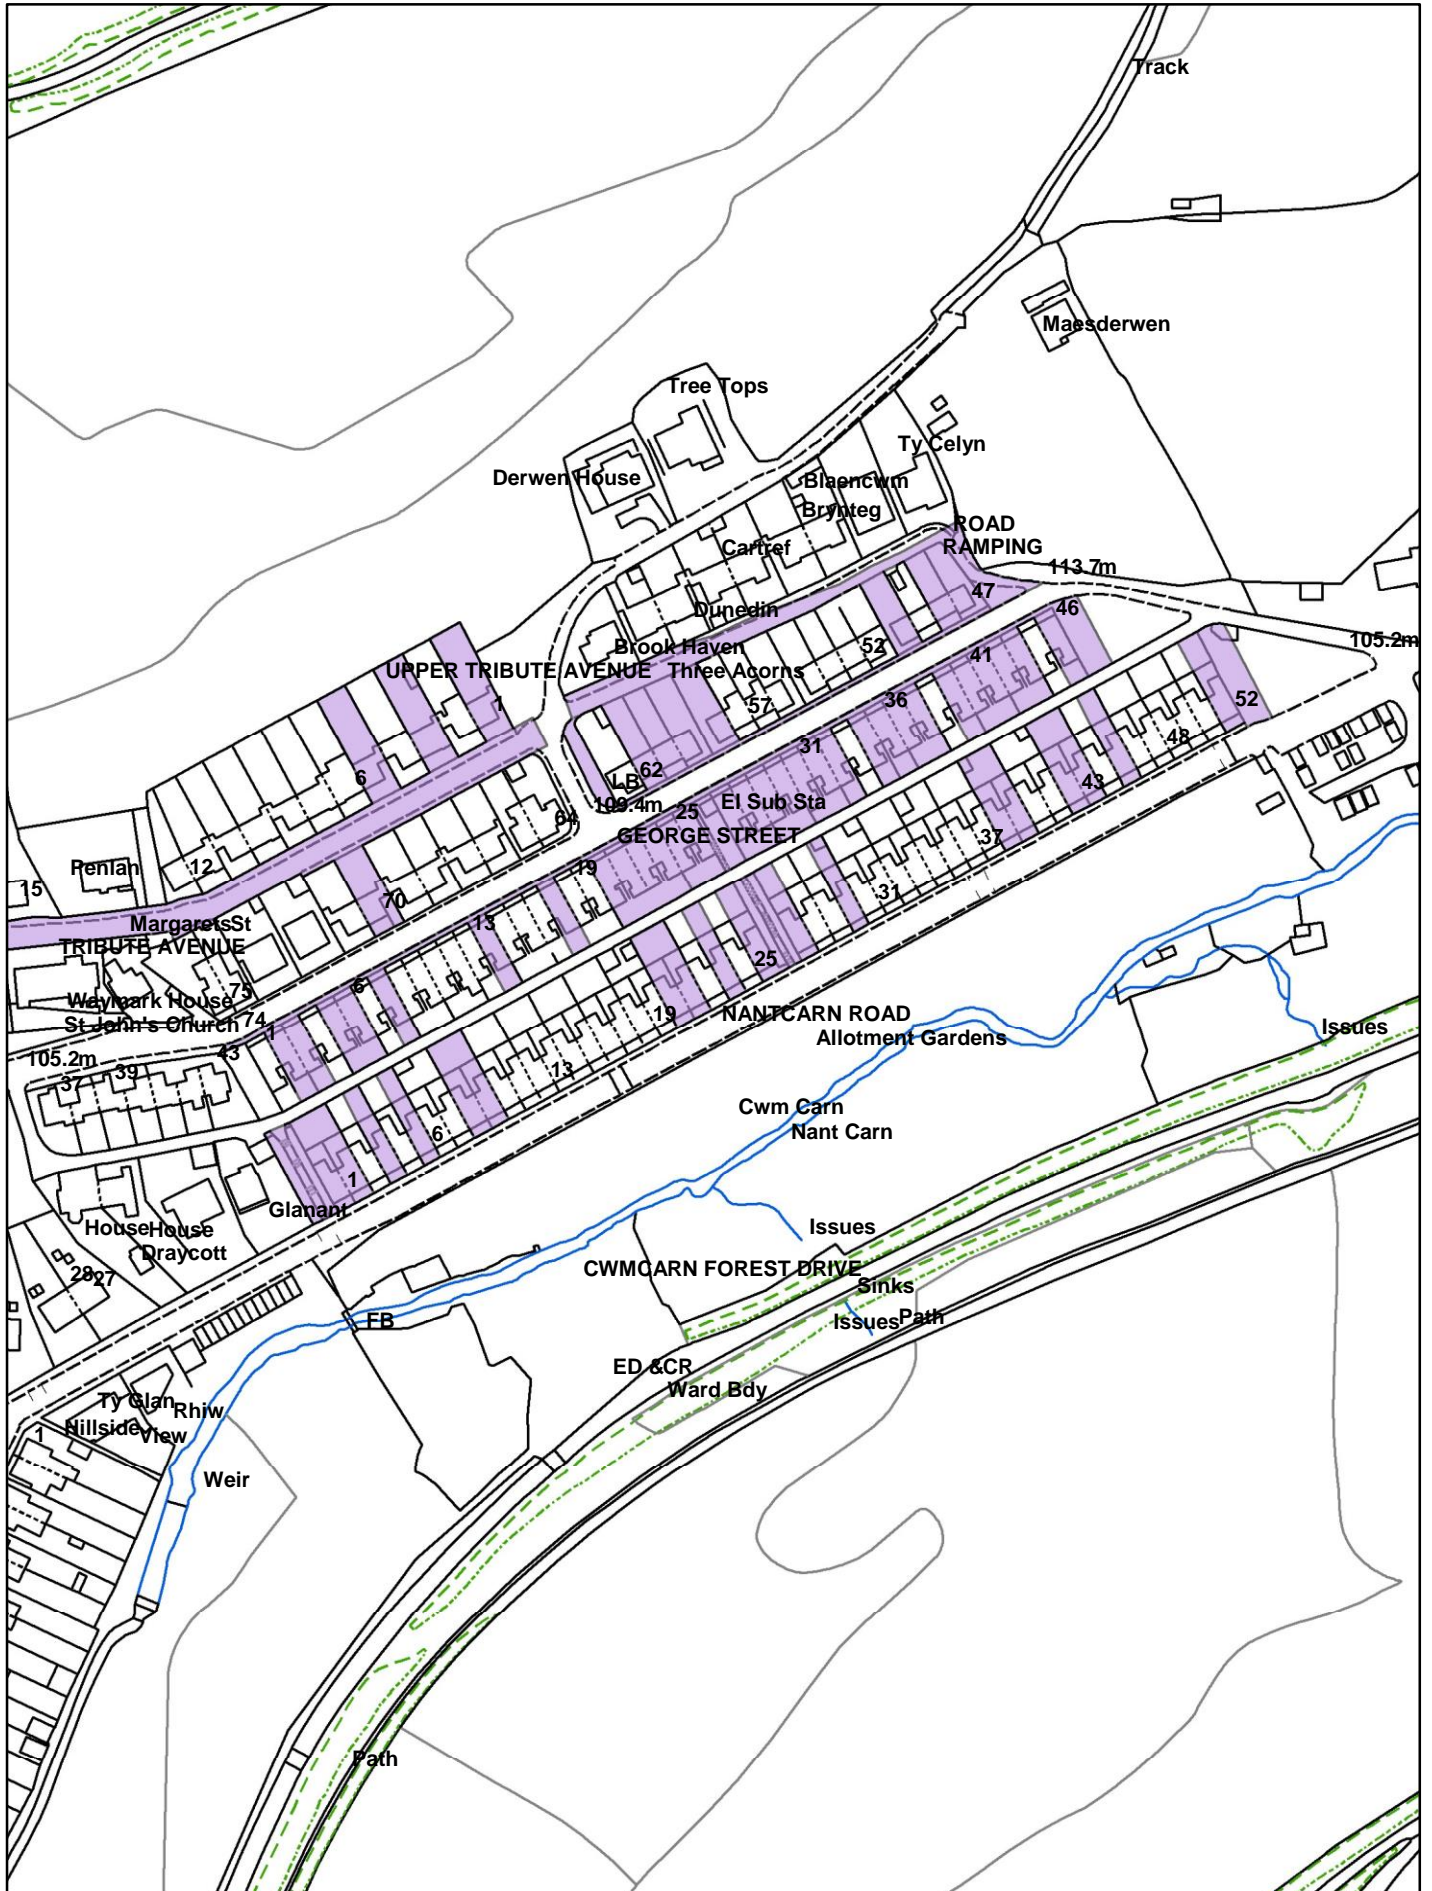 Track
Maesderwen
Tree Tops
Ty Celyn
Derwen House
Blaencwm
Brynteg
ROAD
RAMPING
Cartref
113.7m
47
Dunedin
46
Brook Haven
52
105.2m
UPPER TRIBUTE AVENUE
Three Acorns
41
1
57
36
52
31
48
6
62
LB
43
109.4m
25
El Sub Sta
64
GEORGE STREET
37
Penlan
12
19
15
70
31
MargaretsSt
13
TRIBUTE AVENUE
25
75
6
Waymark House
19
NANTCARN ROAD
St John's Church
74
1
Allotment Gardens
Issues
105.2m
43
37
39
13
Cwm Carn
Nant Carn
6
1
Glanant
House
House
Draycott
Issues
28
27
CWMCARN FOREST DRIVE
Sinks
FB
Issues
Path
ED &CR
Ward Bdy
Ty Glan
Rhiw
Hillside
View
1
Weir
Path